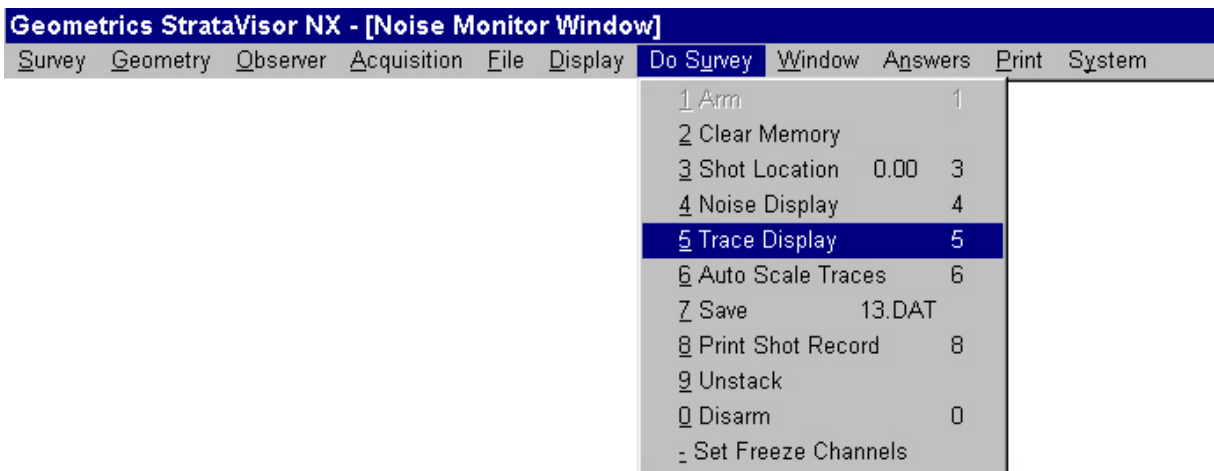 Geometrics StrataVisor NX - [Noise Monitor Window]
Survey Geometry Observer Acquisition File Display Do Survey Window Answers Print System
1 Arm 1
2 Clear Memory
3 Shot Location 0.00 3
4 Noise Display 4
5 Trace Display 5
6 Auto Scale Traces 6
7 Save 13.DAT
8 Print Shot Record 8
9 Unstack
0 Disarm 0
- Set Freeze Channels